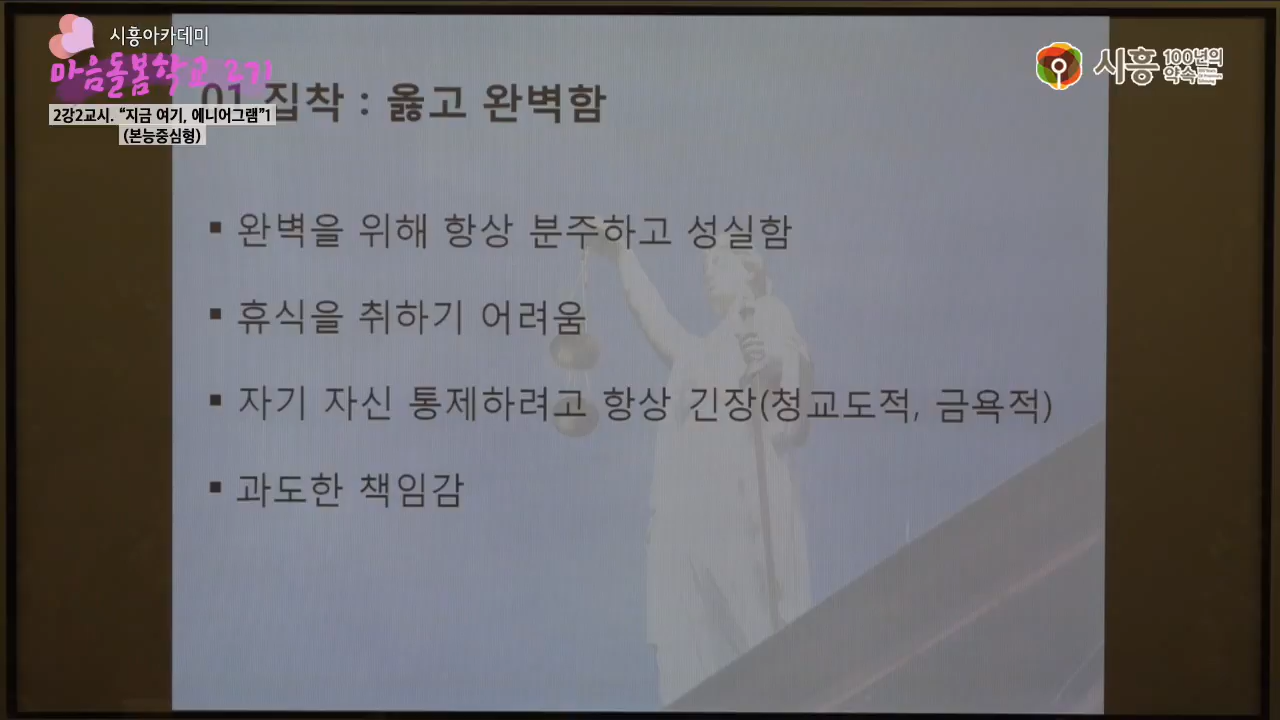 시흥아카데미
마음돌봄학교 2기
2강2교시. “지금 여기, 에니어그램”1
(본능중심형)
시흥 100년의 약속
01 집착 : 옳고 완벽함
▪ 완벽을 위해 항상 분주하고 성실함
▪ 휴식을 취하기 어려움
▪ 자기 자신 통제하려고 항상 긴장(청교도적, 금욕적)
▪ 과도한 책임감